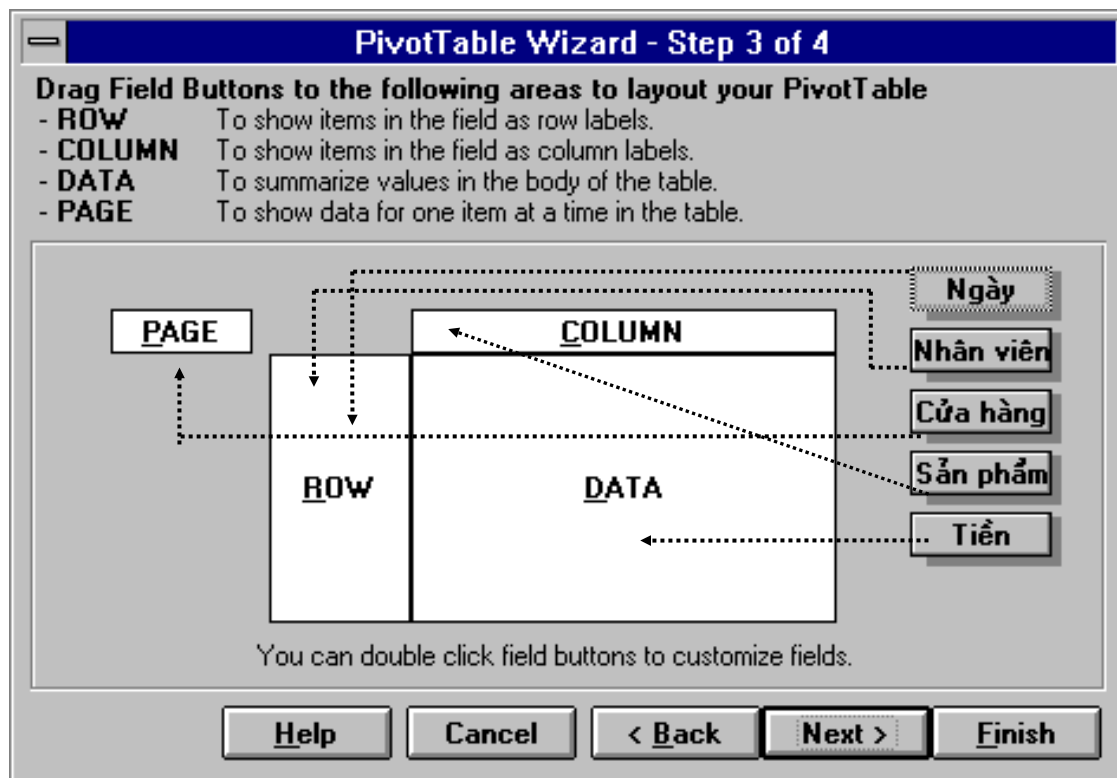 PivotTable Wizard - Step 3 of 4
Drag Field Buttons to the following areas to layout your PivotTable
- ROW To show items in the field as row labels.
- COLUMN To show items in the field as column labels.
- DATA To summarize values in the body of the table.
- PAGE To show data for one item at a time in the table.
Ngày
PAGE COLUMN
Nhân viên
Cửa hàng
Sản phẩm
ROW DATA
Tiền
You can double click field buttons to customize fields.
Help Cancel < Back Next > Finish